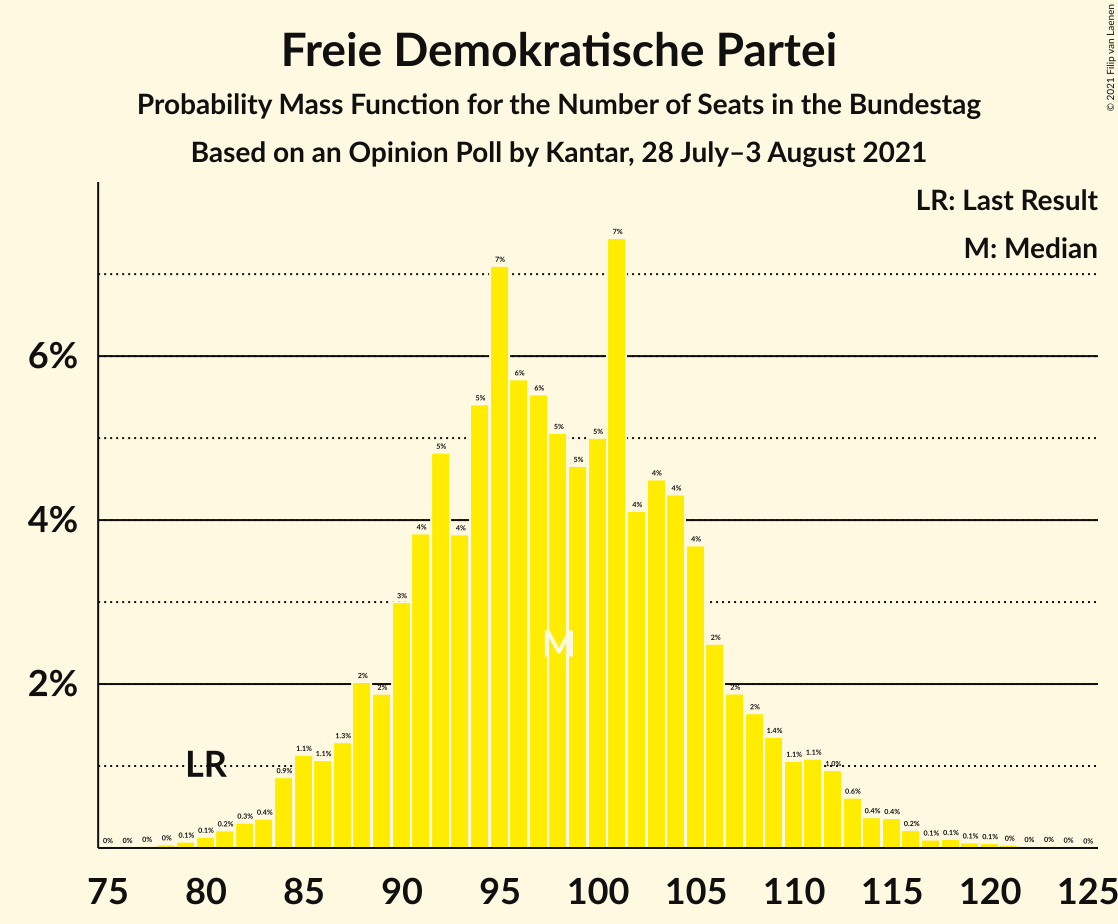 Freie Demokratische Partei
Probability Mass Function for the Number of Seats in the Bundestag
Based on an Opinion Poll by Kantar, 28 July–3 August 2021
© 2021 Filip van Laenen
LR: Last Result
M: Median
6%
4%
2%
0% 0% 0% 0% 0.1% 0.1% 0.2% 0.3% 0.4% 0.9% 1.1% 1.1% 1.3% 2% 2% 3% 4% 5% 4% 5% 7% 6% 6% 5% 5% 5% 7% 4% 4% 4% 4% 2% 2% 2% 1.4% 1.1% 1.1% 1.0% 0.6% 0.4% 0.4% 0.2% 0.1% 0.1% 0.1% 0.1% 0% 0% 0% 0% 0%
LR
M
75 80 85 90 95 100 105 110 115 120 125